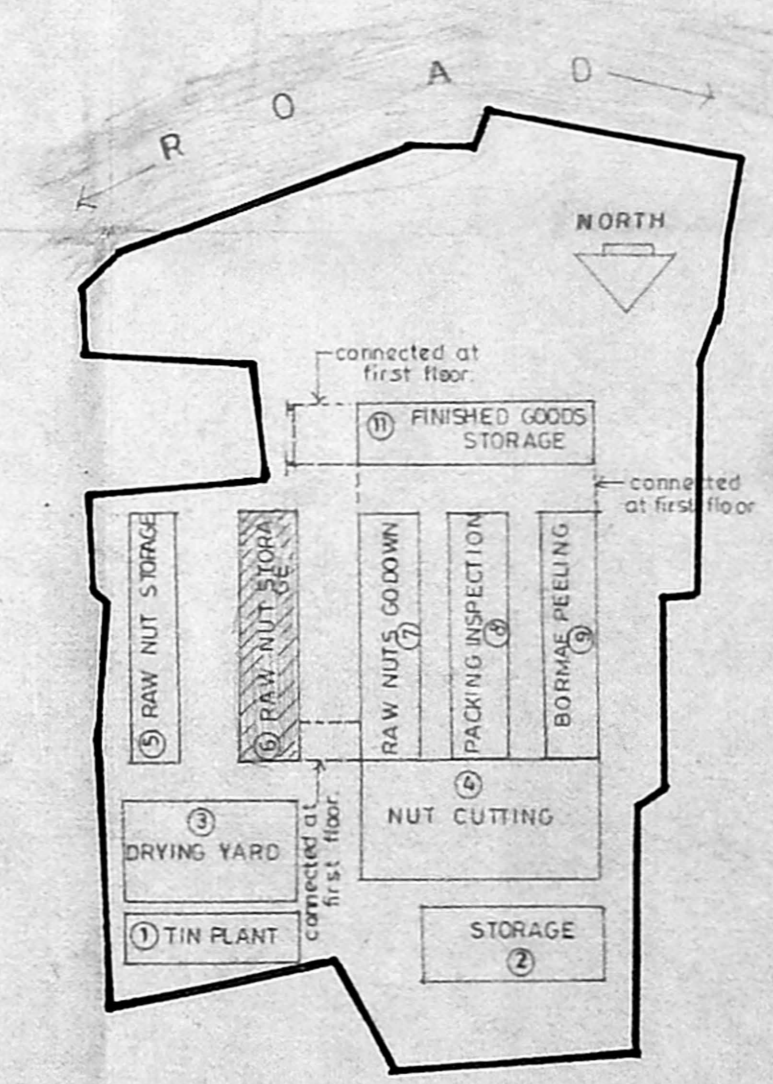 R O A D
NORTH
connected at
first floor.
⑪ FINISHED GOODS
STORAGE
connected
at first floor
⑤ RAW NUT STORAGE
⑥ RAW NUT STORA
GE.
RAW NUTS GODOWN ⑦
PACKING INSPECTION ⑧
BORMAE PEELING ⑨
④
NUT CUTTING
③
DRYING YARD
connected at
first floor.
① TIN PLANT
STORAGE
②